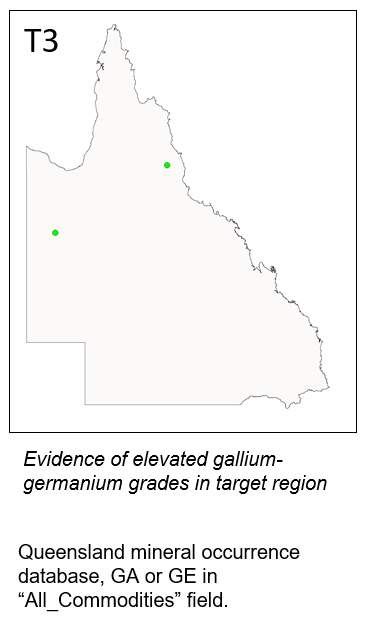 T3
Evidence of elevated gallium-
germanium grades in target region
Queensland mineral occurrence
database, GA or GE in
“All_Commodities” field.